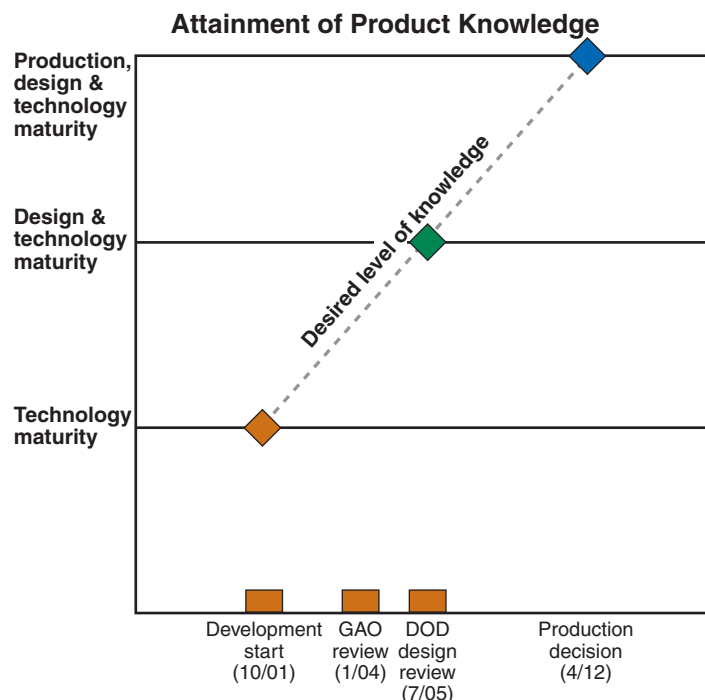 Attainment of Product Knowledge
Production,
design &
technology
maturity
Design &
technology
maturity
Technology
maturity
Desired level of knowledge
Development
start
(10/01)
GAO
review
(1/04)
DOD
design
review
(7/05)
Production
decision
(4/12)